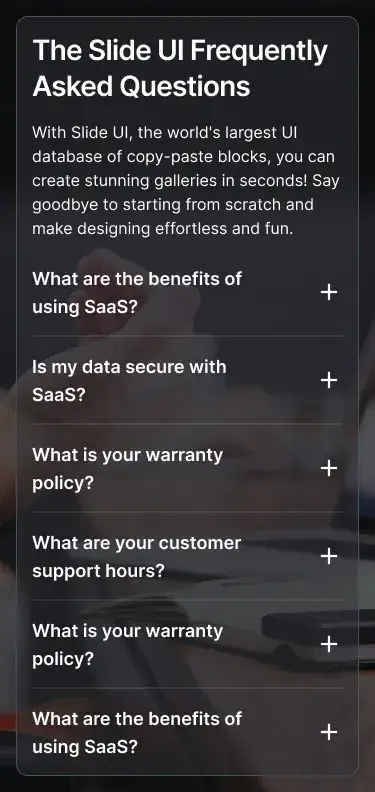 The Slide UI Frequently
Asked Questions
With Slide UI, the world's largest UI
database of copy-paste blocks, you can
create stunning galleries in seconds! Say
goodbye to starting from scratch and
make designing effortless and fun.
What are the benefits of
using SaaS?
Is my data secure with
SaaS?
What is your warranty
policy?
What are your customer
support hours?
What is your warranty
policy?
What are the benefits of
using SaaS?